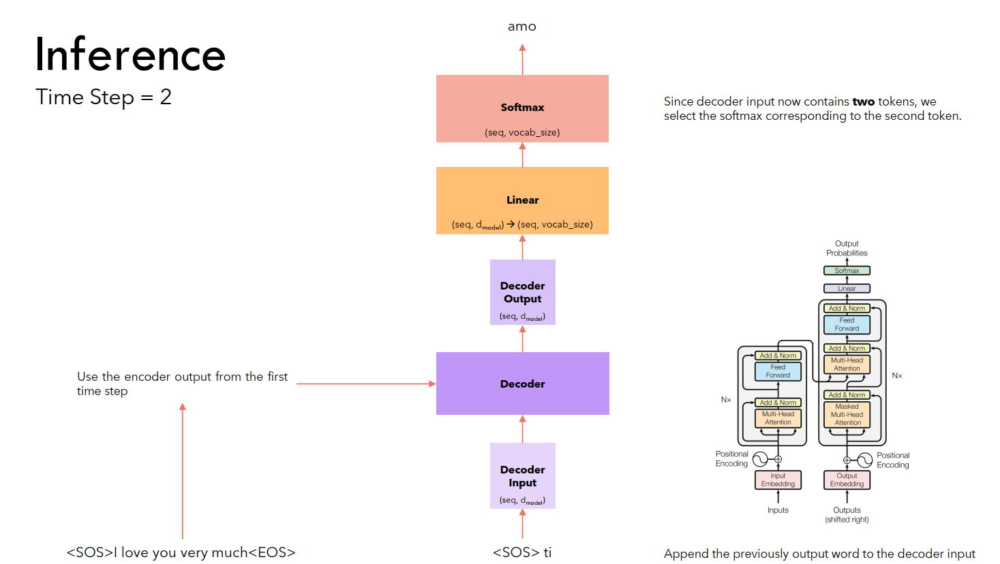 Inference
Time Step = 2
amo
Softmax
(seq, vocab_size)
Since decoder input now contains two tokens, we
select the softmax corresponding to the second token.
Linear
(seq, dmodel) → (seq, vocab_size)
Decoder
Output
(seq, dmodel)
Use the encoder output from the first
time step
Decoder
Decoder
Input
(seq, dmodel)
<SOS>I love you very much<EOS>
<SOS> ti
Output
Probabilities
Softmax
Linear
Add & Norm
Feed
Forward
Add & Norm
Multi-Head
Attention
Add & Norm
Masked
Multi-Head
Attention
Nx
Add & Norm
Feed
Forward
Add & Norm
Multi-Head
Attention
Nx
Positional
Encoding
Positional
Encoding
Input
Embedding
Output
Embedding
Inputs
Outputs
(shifted right)
Append the previously output word to the decoder input